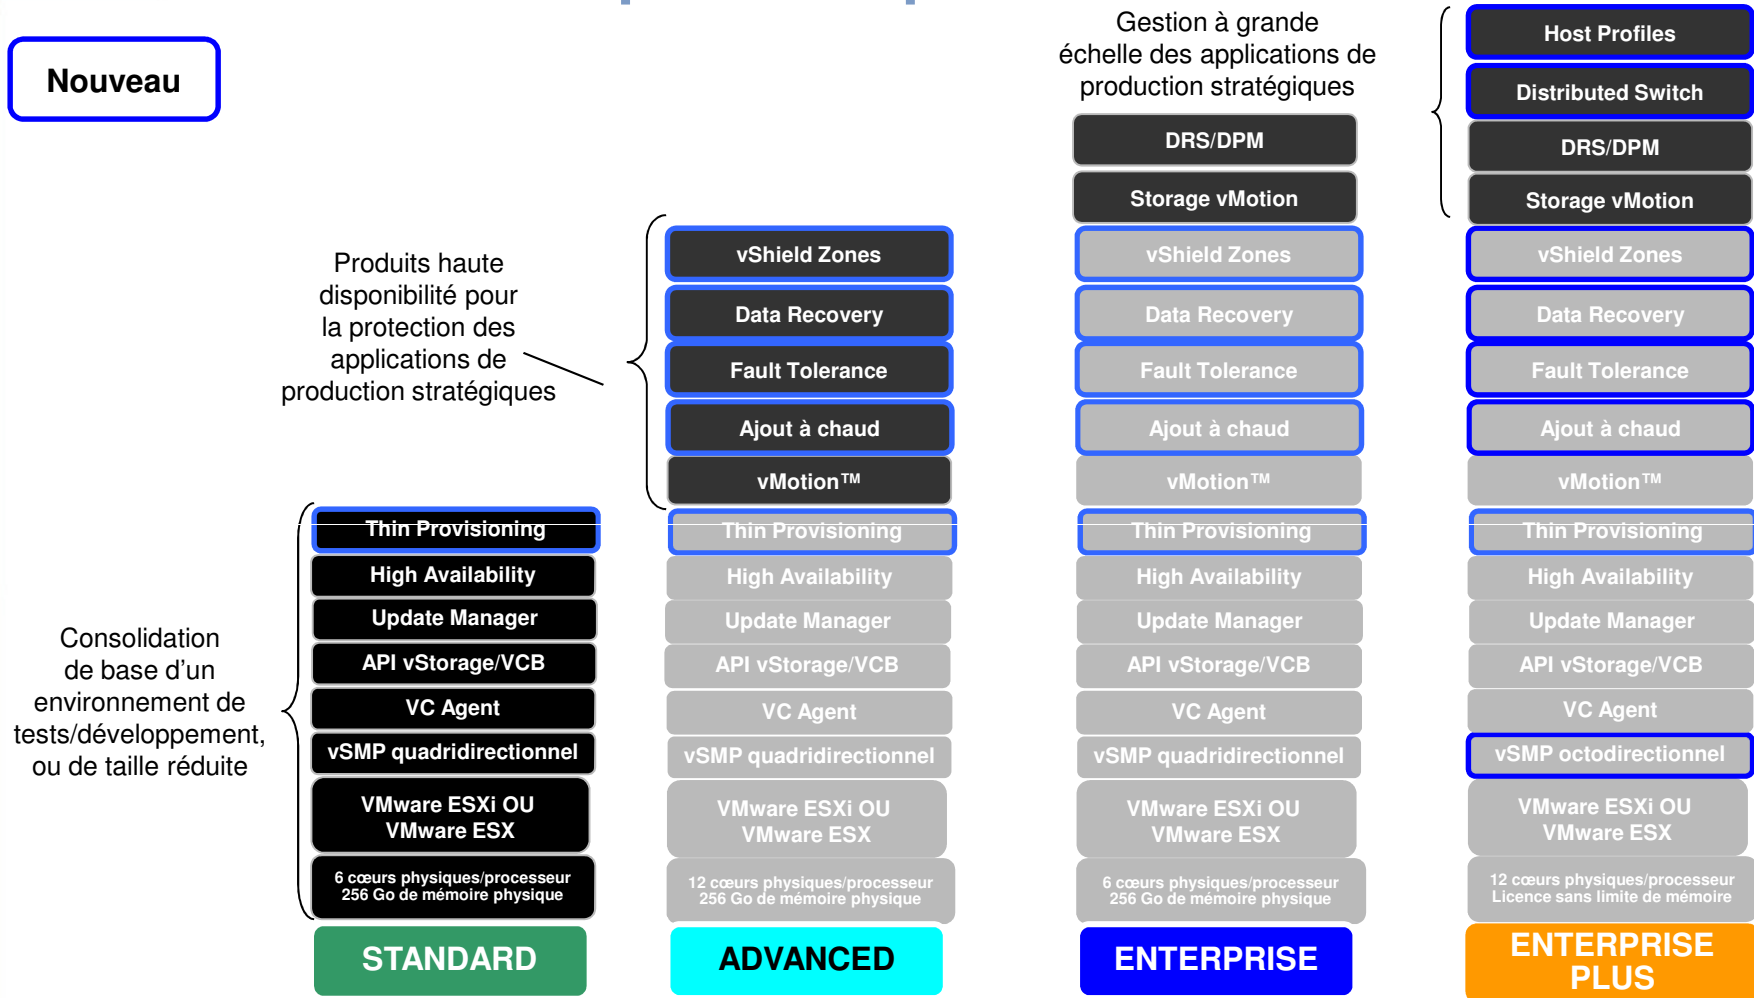 Nouveau
Gestion à grande
échelle des applications de
production stratégiques
Produits haute
disponibilité pour
la protection des
applications de
production stratégiques
Consolidation
de base d'un
environnement de
tests/développement,
ou de taille réduite
Thin Provisioning
High Availability
Update Manager
API vStorage/VCB
VC Agent
vSMP quadridirectionnel
VMware ESXi OU
VMware ESX
6 cœurs physiques/processeur
256 Go de mémoire physique
STANDARD
vShield Zones
Data Recovery
Fault Tolerance
Ajout à chaud
vMotion™
Thin Provisioning
High Availability
Update Manager
API vStorage/VCB
VC Agent
vSMP quadridirectionnel
VMware ESXi OU
VMware ESX
12 cœurs physiques/processeur
256 Go de mémoire physique
ADVANCED
DRS/DPM
Storage vMotion
vShield Zones
Data Recovery
Fault Tolerance
Ajout à chaud
vMotion™
Thin Provisioning
High Availability
Update Manager
API vStorage/VCB
VC Agent
vSMP quadridirectionnel
VMware ESXi OU
VMware ESX
6 cœurs physiques/processeur
256 Go de mémoire physique
ENTERPRISE
Host Profiles
Distributed Switch
DRS/DPM
Storage vMotion
vShield Zones
Data Recovery
Fault Tolerance
Ajout à chaud
vMotion™
Thin Provisioning
High Availability
Update Manager
API vStorage/VCB
VC Agent
vSMP octodirectionnel
VMware ESXi OU
VMware ESX
12 cœurs physiques/processeur
Licence sans limite de mémoire
ENTERPRISE
PLUS